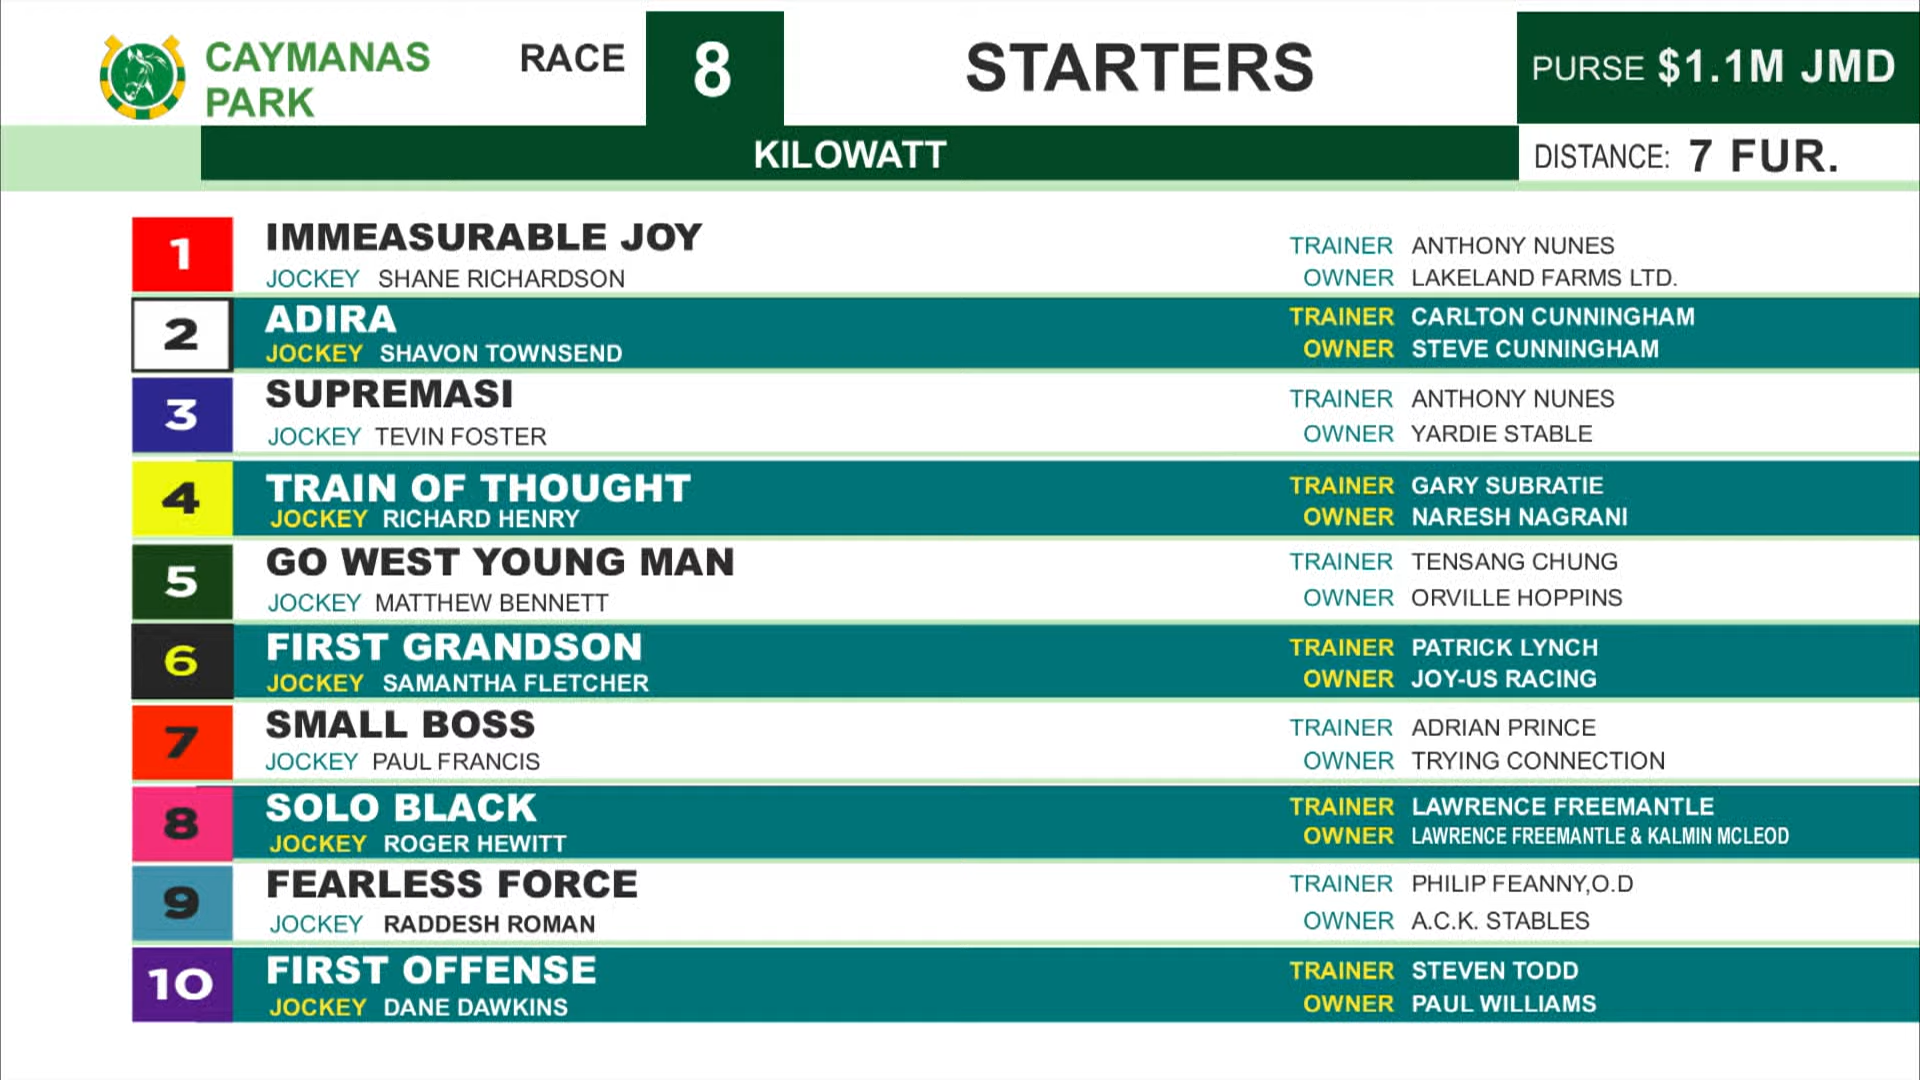 CAYMANAS
PARK
RACE 8 STARTERS PURSE $1.1M JMD
KILOWATT DISTANCE: 7 FUR.
1 IMMEASURABLE JOY
JOCKEY SHANE RICHARDSON
TRAINER ANTHONY NUNES
OWNER LAKELAND FARMS LTD.
2 ADIRA
JOCKEY SHAVON TOWNSEND
TRAINER CARLTON CUNNINGHAM
OWNER STEVE CUNNINGHAM
3 SUPREMASI
JOCKEY TEVIN FOSTER
TRAINER ANTHONY NUNES
OWNER YARDIE STABLE
4 TRAIN OF THOUGHT
JOCKEY RICHARD HENRY
TRAINER GARY SUBRATIE
OWNER NARESH NAGRANI
5 GO WEST YOUNG MAN
JOCKEY MATTHEW BENNETT
TRAINER TENSANG CHUNG
OWNER ORVILLE HOPPINS
6 FIRST GRANDSON
JOCKEY SAMANTHA FLETCHER
TRAINER PATRICK LYNCH
OWNER JOY-US RACING
7 SMALL BOSS
JOCKEY PAUL FRANCIS
TRAINER ADRIAN PRINCE
OWNER TRYING CONNECTION
8 SOLO BLACK
JOCKEY ROGER HEWITT
TRAINER LAWRENCE FREEMANTLE
OWNER LAWRENCE FREEMANTLE & KALMIN MCLEOD
9 FEARLESS FORCE
JOCKEY RADDESH ROMAN
TRAINER PHILIP FEANNY,O.D
OWNER A.C.K. STABLES
10 FIRST OFFENSE
JOCKEY DANE DAWKINS
TRAINER STEVEN TODD
OWNER PAUL WILLIAMS